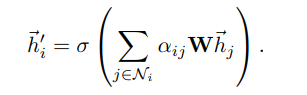 $\vec{h}'_i = \sigma \left( \sum_{j \in \mathcal{N}_i} \alpha_{ij} \mathbf{W} \vec{h}_j \right).$